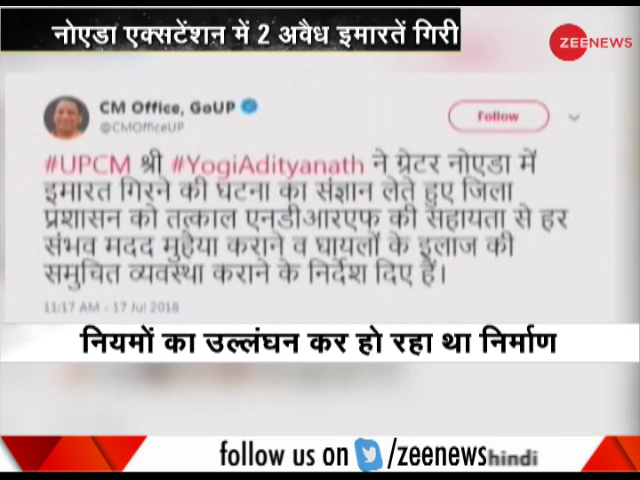 नोएडा एक्सटेंशन में 2 अवैध इमारतें गिरी
ZEENEWS
CM Office, GoUP
@CMOfficeUP
Follow
#UPCM श्री #YogiAdityanath ने ग्रेटर नोएडा में
इमारत गिरने की घटना का संज्ञान लेते हुए जिला
प्रशासन को तत्काल एनडीआरएफ की सहायता से हर
संभव मदद मुहैया कराने व घायलों के इलाज की
समुचित व्यवस्था कराने के निर्देश दिए हैं।
11:17 AM - 17 Jul 2018
नियमों का उल्लंघन कर हो रहा था निर्माण
follow us on /zeenewshindi